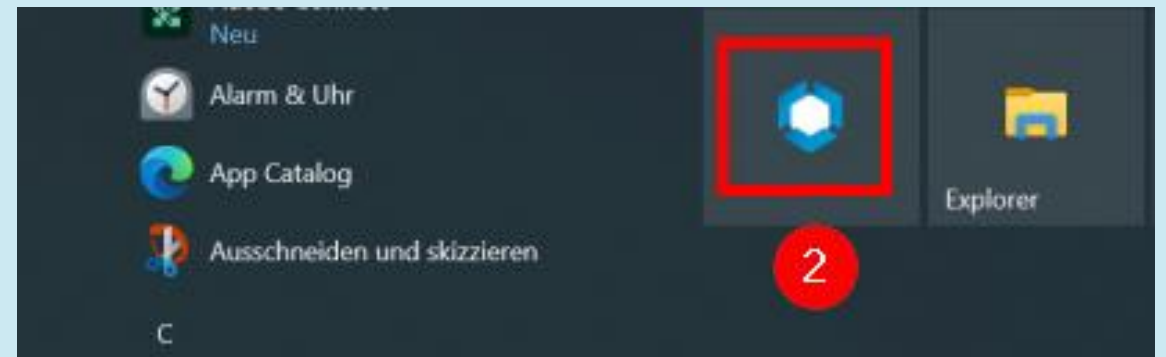 Neu
Alarm & Uhr
App Catalog
Ausschneiden und skizzieren
C
Explorer
2